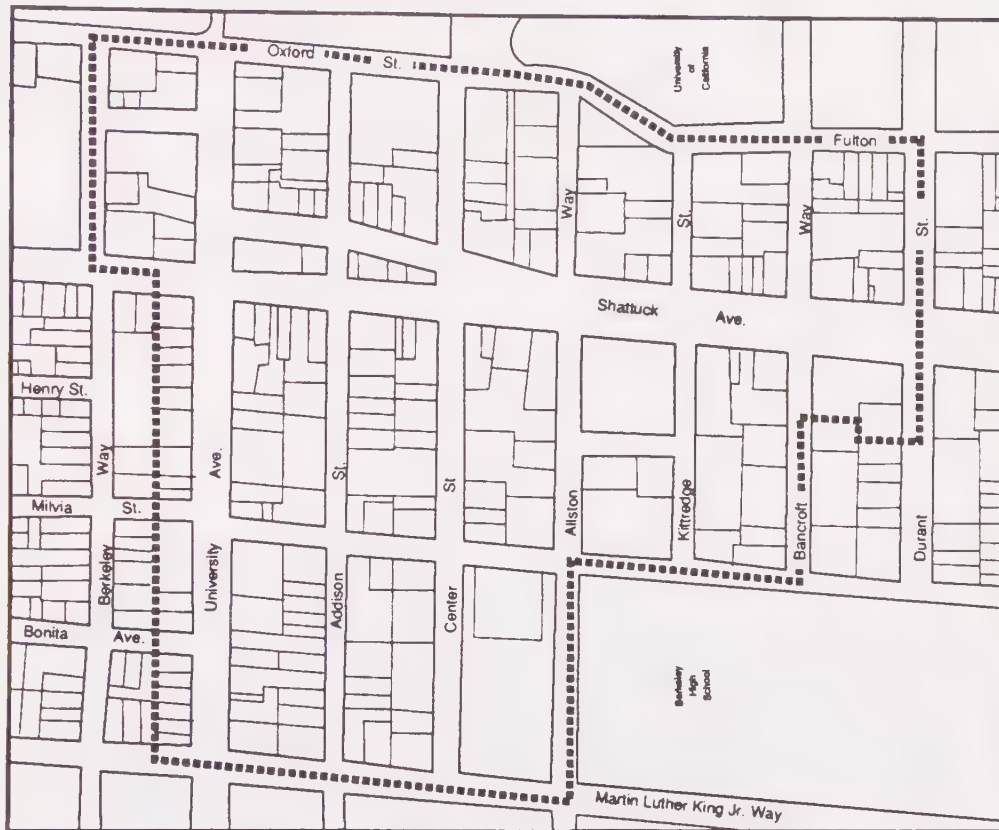 Oxford St.
University
of
California
Fulton
Way
St.
Way
St.
Shattuck Ave.
Henry St.
Way
Ave.
St.
St
Milvia St.
Allston
Kittredge
Bancroft
Durant
Berkeley
University
Addison
Center
Bonita Ave.
Berkeley
High
School
Martin Luther King Jr. Way